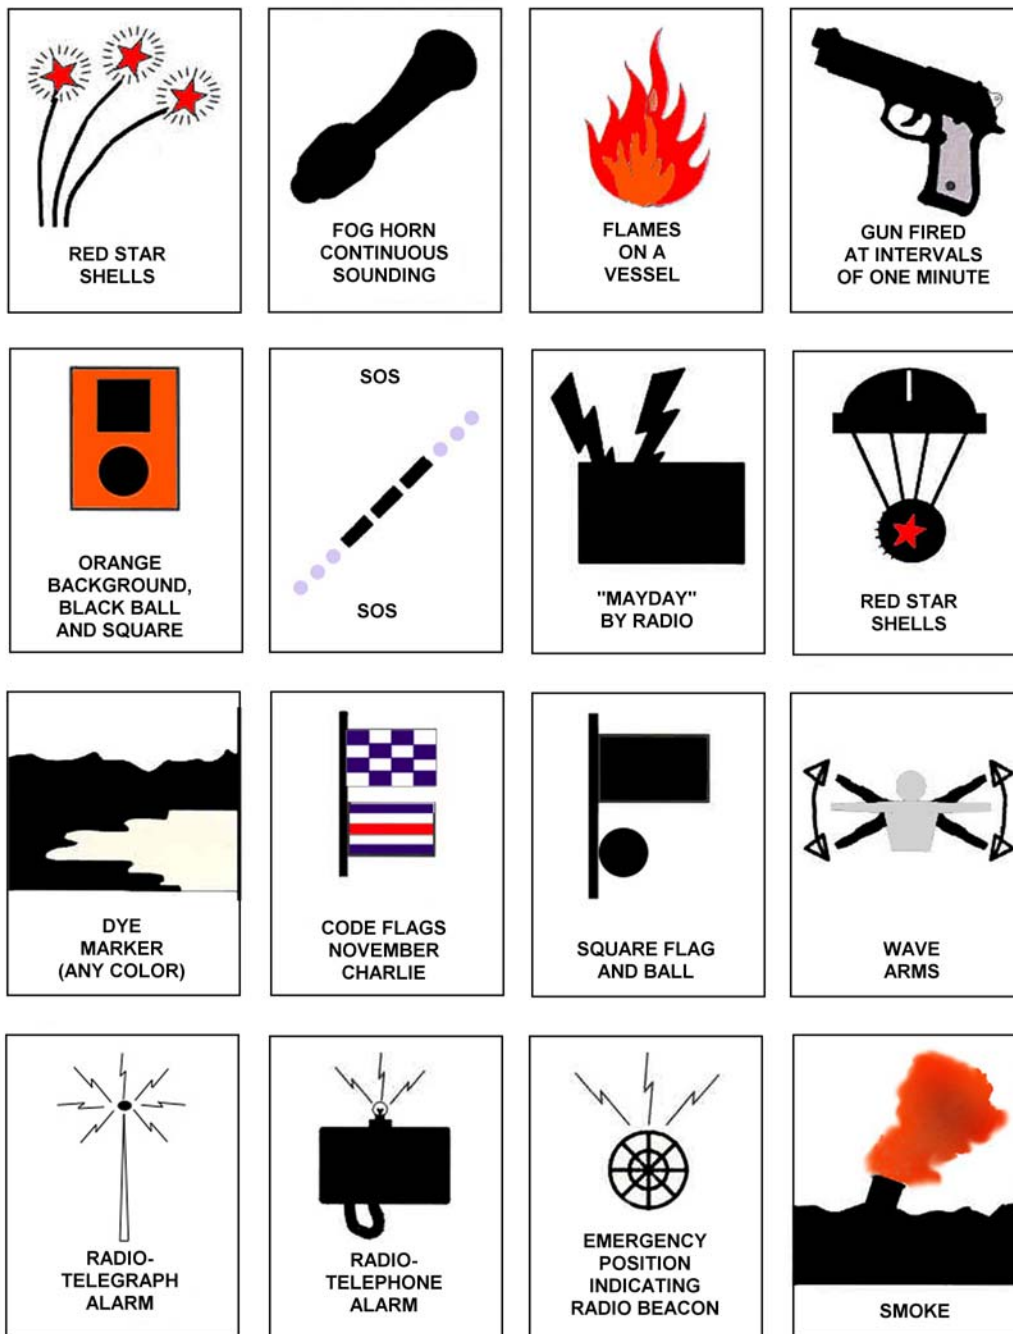 RED STAR
SHELLS
FOG HORN
CONTINUOUS
SOUNDING
FLAMES
ON A
VESSEL
GUN FIRED
AT INTERVALS
OF ONE MINUTE
ORANGE
BACKGROUND,
BLACK BALL
AND SQUARE
SOS
SOS
"MAYDAY"
BY RADIO
RED STAR
SHELLS
DYE
MARKER
(ANY COLOR)
CODE FLAGS
NOVEMBER
CHARLIE
SQUARE FLAG
AND BALL
WAVE
ARMS
RADIO-
TELEGRAPH
ALARM
RADIO-
TELEPHONE
ALARM
EMERGENCY
POSITION
INDICATING
RADIO BEACON
SMOKE